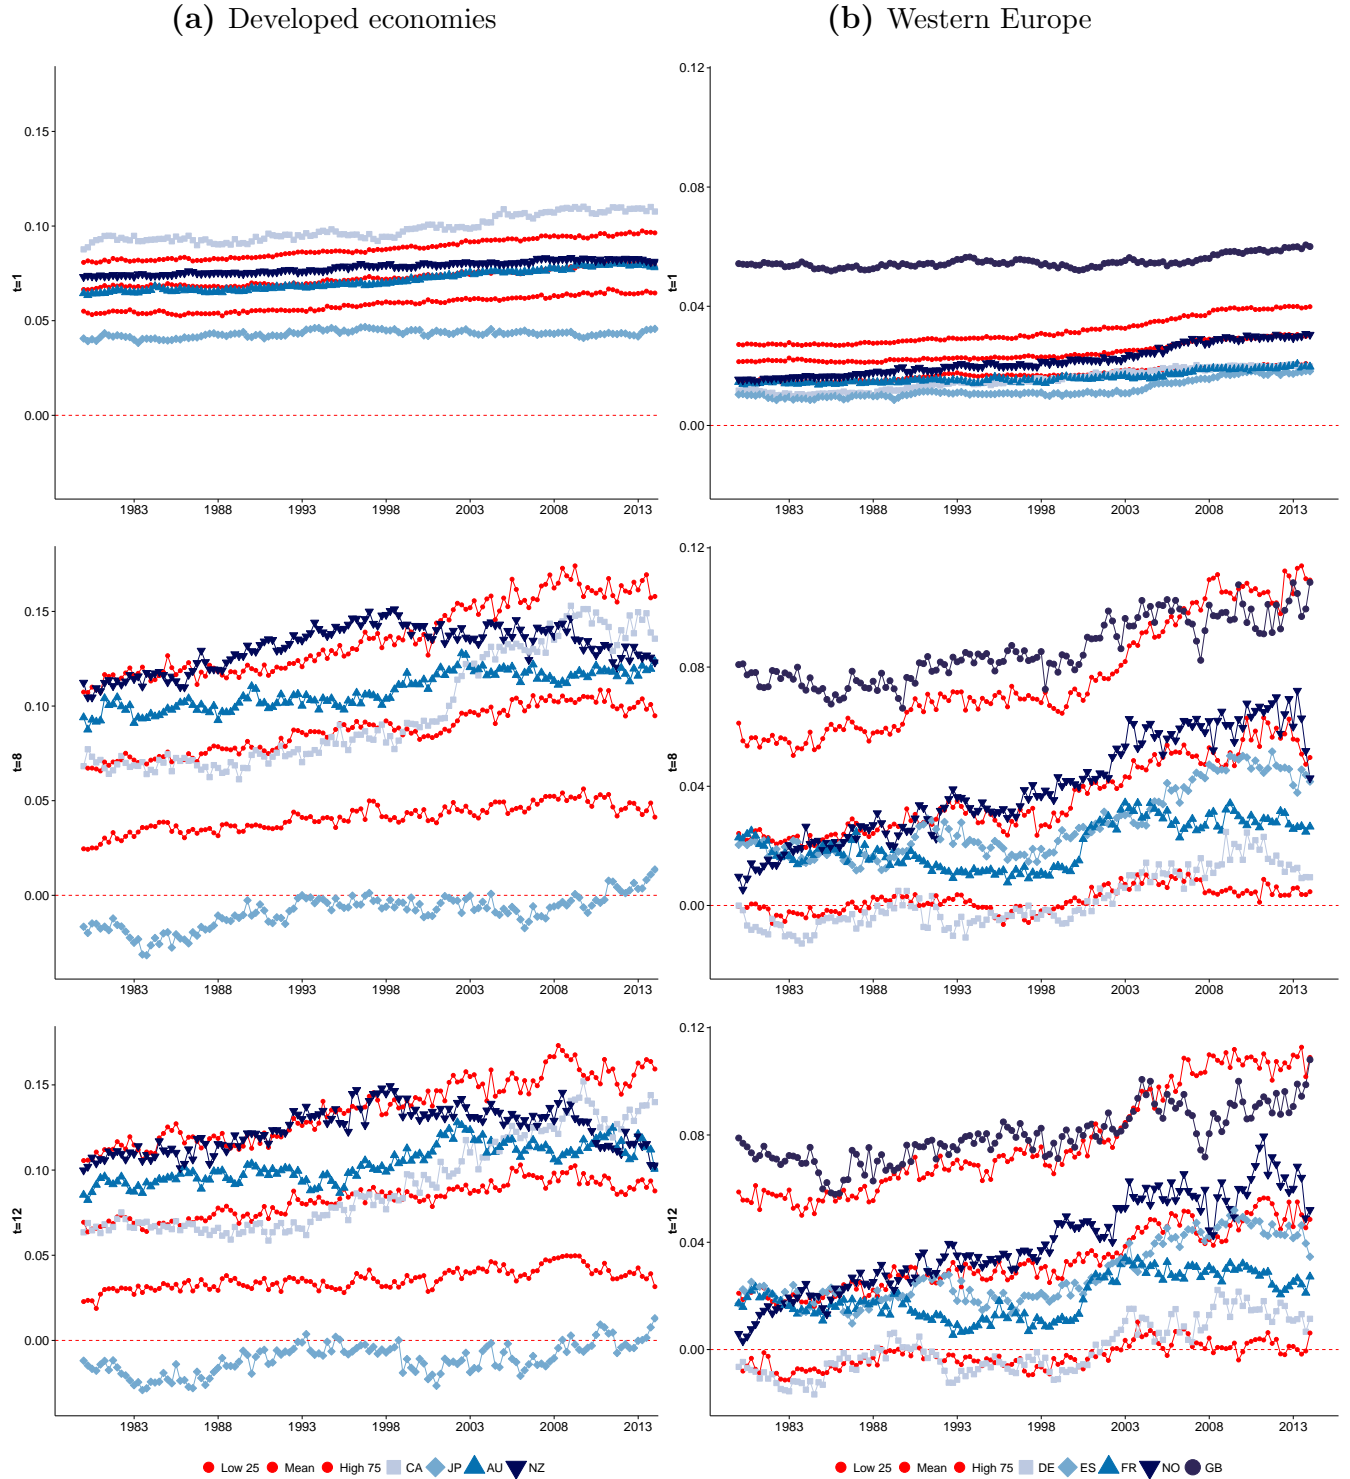 (a) Developed economies
(b) Western Europe
t=1
0.15
0.10
0.05
0.00
1983 1988 1993 1998 2003 2008 2013
t=1
0.12
0.08
0.04
0.00
1983 1988 1993 1998 2003 2008 2013
t=8
0.15
0.10
0.05
0.00
1983 1988 1993 1998 2003 2008 2013
t=8
0.12
0.08
0.04
0.00
1983 1988 1993 1998 2003 2008 2013
t=12
0.15
0.10
0.05
0.00
1983 1988 1993 1998 2003 2008 2013
t=12
0.12
0.08
0.04
0.00
1983 1988 1993 1998 2003 2008 2013
Low 25 Mean High 75 CA JP AU NZ
Low 25 Mean High 75 DE ES FR NO GB